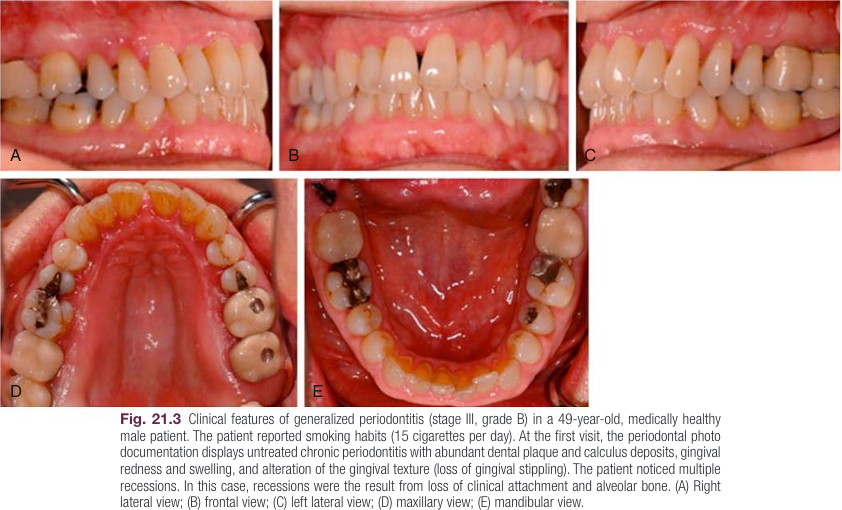 A
B
C
D
E
Fig. 21.3 Clinical features of generalized periodontitis (stage III, grade B) in a 49-year-old, medically healthy
male patient. The patient reported smoking habits (15 cigarettes per day). At the first visit, the periodontal photo
documentation displays untreated chronic periodontitis with abundant dental plaque and calculus deposits, gingival
redness and swelling, and alteration of the gingival texture (loss of gingival stippling). The patient noticed multiple
recessions. In this case, recessions were the result from loss of clinical attachment and alveolar bone. (A) Right
lateral view; (B) frontal view; (C) left lateral view; (D) maxillary view; (E) mandibular view.